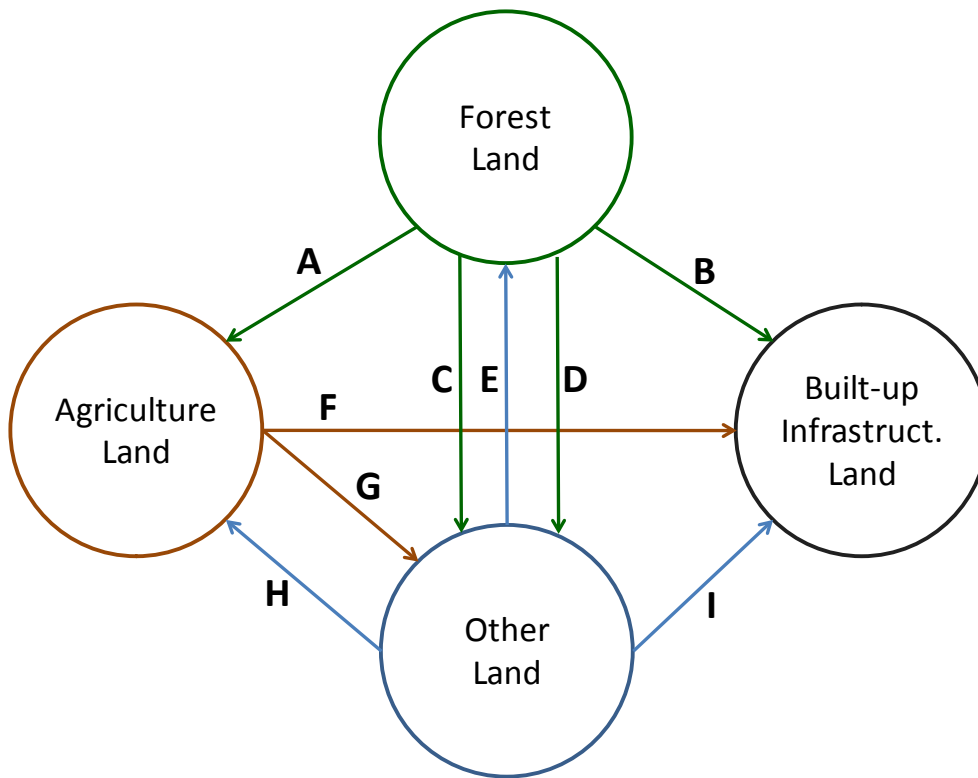 Forest
Land
A
B
Agriculture
Land
F
C
E
D
Built-up
Infrastruct.
Land
G
H
Other
Land
I